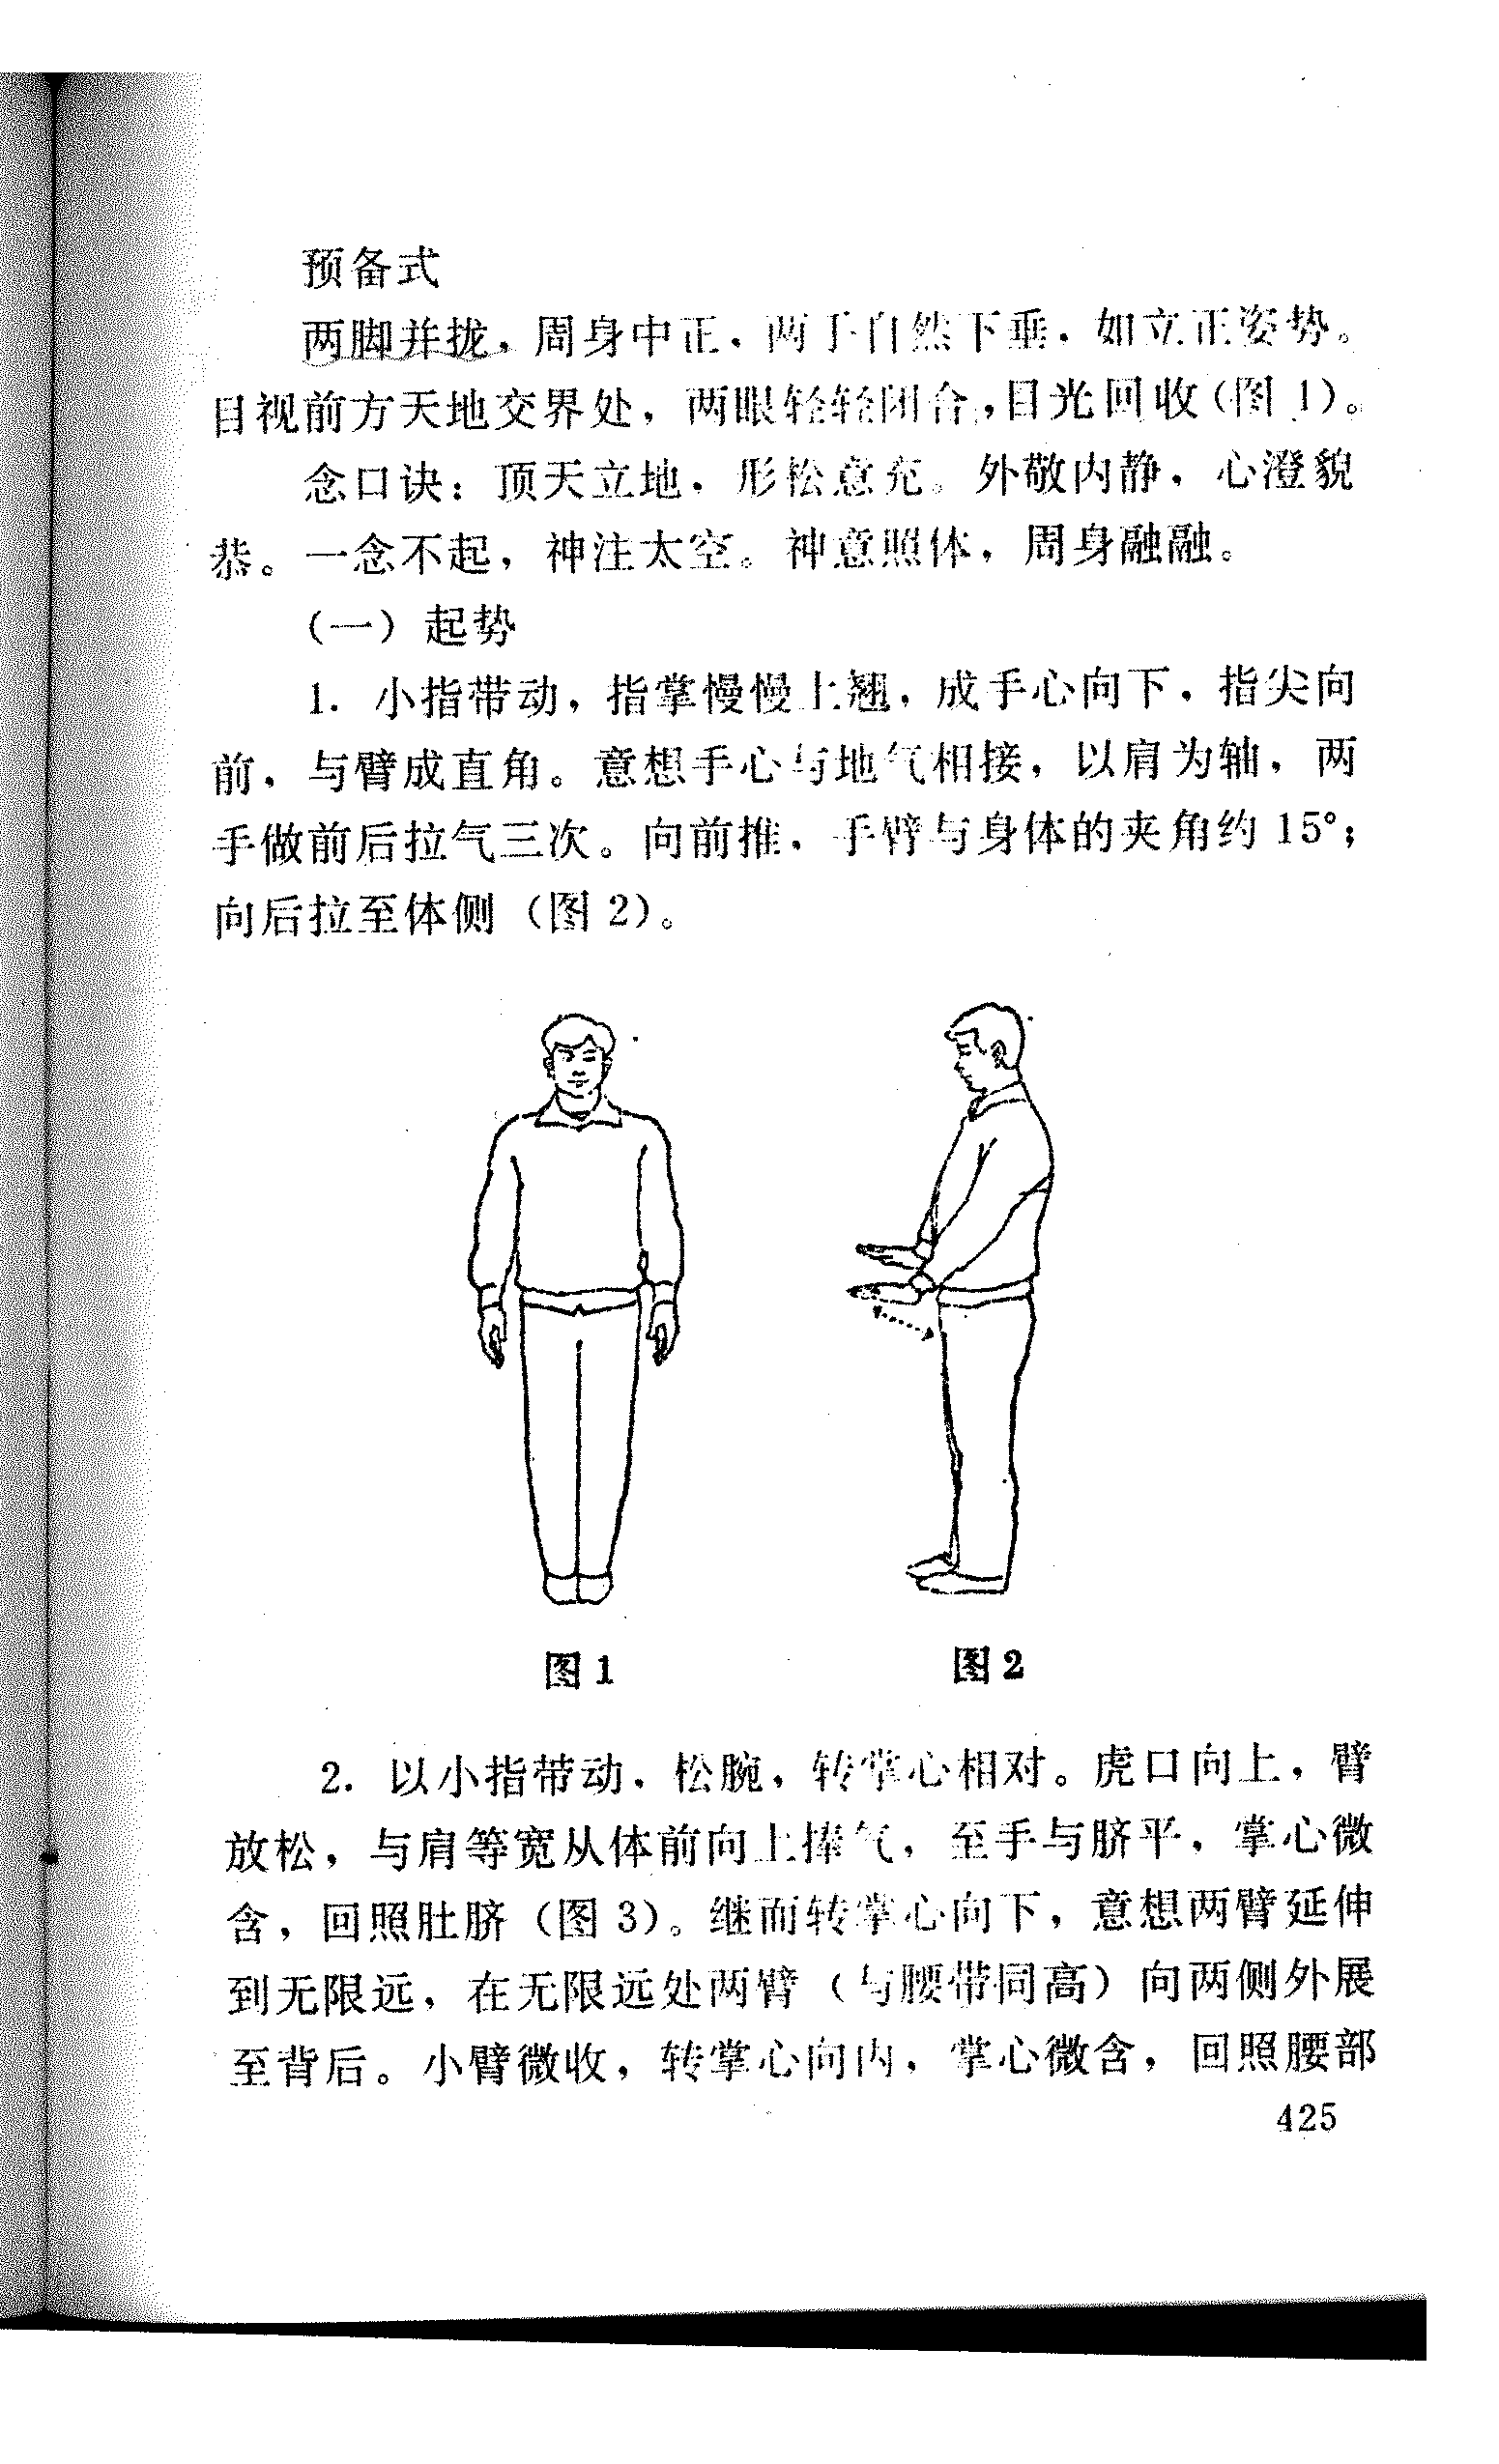 预备式
两脚并拢，周身中正，两手自然下垂，如立正姿势。
目视前方天地交界处，两眼轻轻闭合，目光回收（图 1）。
念口诀：顶天立地，形松意充。外敬内静，心澄貌
恭。一念不起，神注太空。神意照体，周身融融。
（一）起势
1. 小指带动，指掌慢慢上翘，成手心向下，指尖向
前，与臂成直角。意想手心与地气相接，以肩为轴，两
手做前后拉气三次。向前推，手臂与身体的夹角约 15°；
向后拉至体侧（图 2）。
图 1
图 2
2. 以小指带动，松腕，转掌心相对。虎口向上，臂
放松，与肩等宽从体前向上捧气，至手与脐平，掌心微
含，回照肚脐（图 3）。继而转掌心向下，意想两臂延伸
到无限远，在无限远处两臂（与腰带同高）向两侧外展
至背后。小臂微收，转掌心向内，掌心微含，回照腰部
425